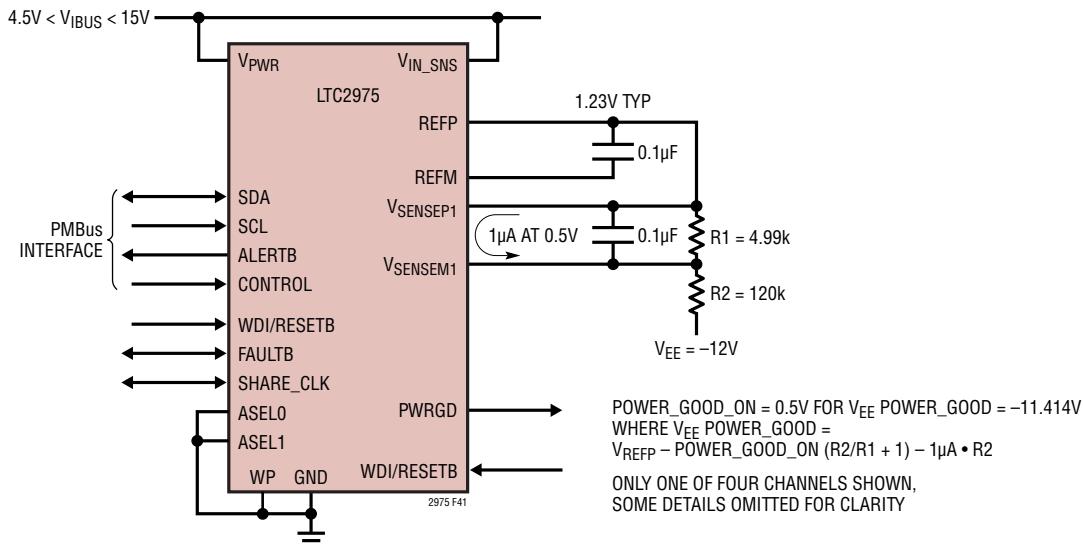 4.5V < VIBUS < 15V
VPWR
VIN_SNS
LTC2975
1.23V TYP
REFP
0.1µF
REFM
SDA
VSENSEP1
PMBus
INTERFACE
SCL
1µA AT 0.5V
0.1µF
R1 = 4.99k
ALERTB
VSENSEM1
CONTROL
R2 = 120k
WDI/RESETB
VEE = –12V
FAULTB
SHARE_CLK
ASEL0
PWRGD
ASEL1
WDI/RESETB
WP
GND
2975 F41
POWER_GOOD_ON = 0.5V FOR VEE POWER_GOOD = –11.414V
WHERE VEE POWER_GOOD =
VREFP – POWER_GOOD_ON (R2/R1 + 1) – 1µA • R2
ONLY ONE OF FOUR CHANNELS SHOWN,
SOME DETAILS OMITTED FOR CLARITY